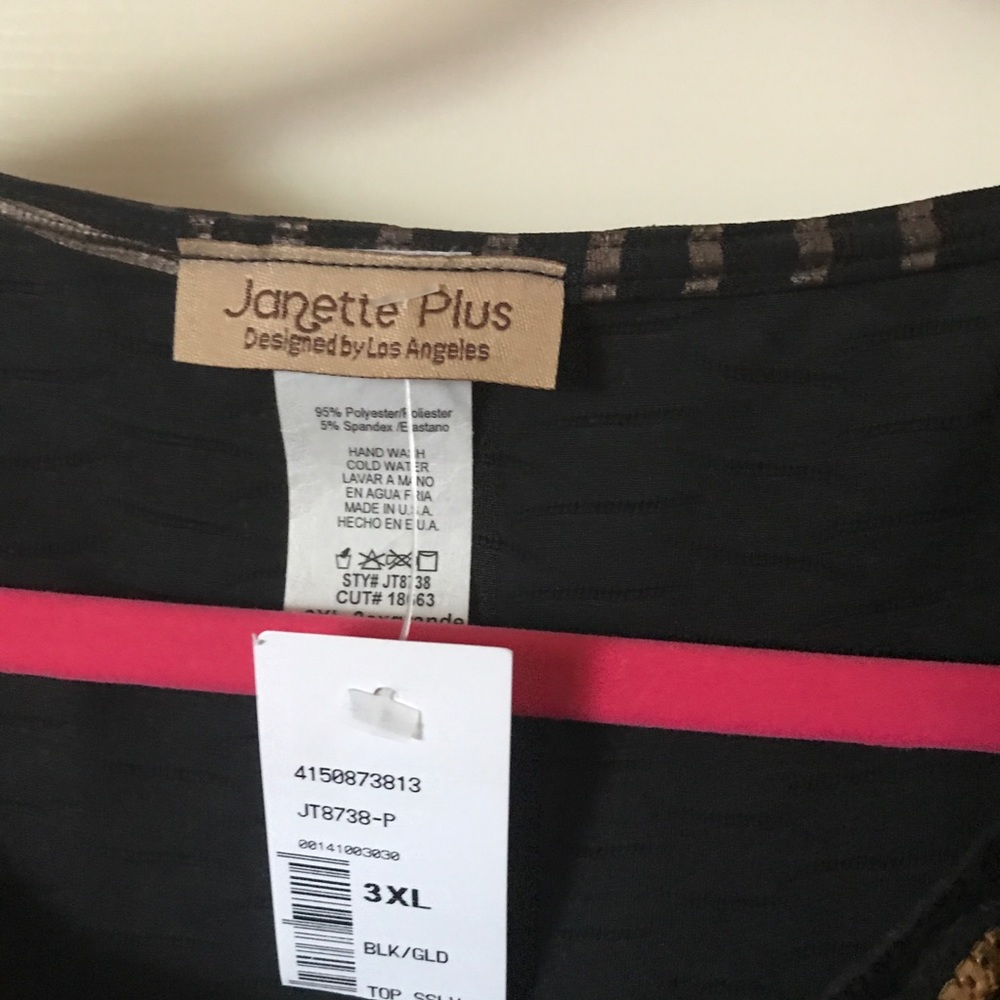 Janette Plus
Designed by Los Angeles
95% Polyester/Poliester
5% Spandex /Elastano
HAND WASH
COLD WATER
LAVAR A MANO
EN AGUA FRIA
MADE IN U.S.A.
HECHO EN E.U.A.
STY# JT8738
CUT# 18663
4150873813
JT8738-P
00141003030
3XL
BLK/GLD
TOP